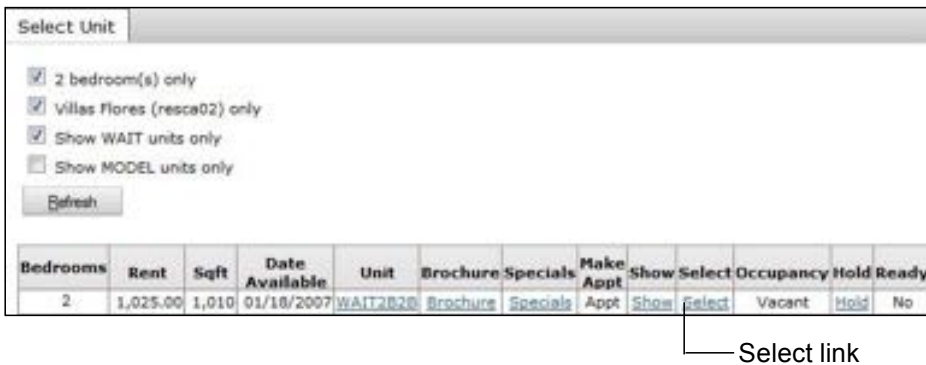 Select Unit
2 bedroom(s) only
Villas Flores (resca02) only
Show WAIT units only
Show MODEL units only
Refresh
Bedrooms Rent Sqft Date Available Unit Brochure Specials Make Appt Show Select Occupancy Hold Ready
2 1,025.00 1,010 01/18/2007 WAIT2B2B Brochure Specials Appt Show Select Vacant Hold No
Select link